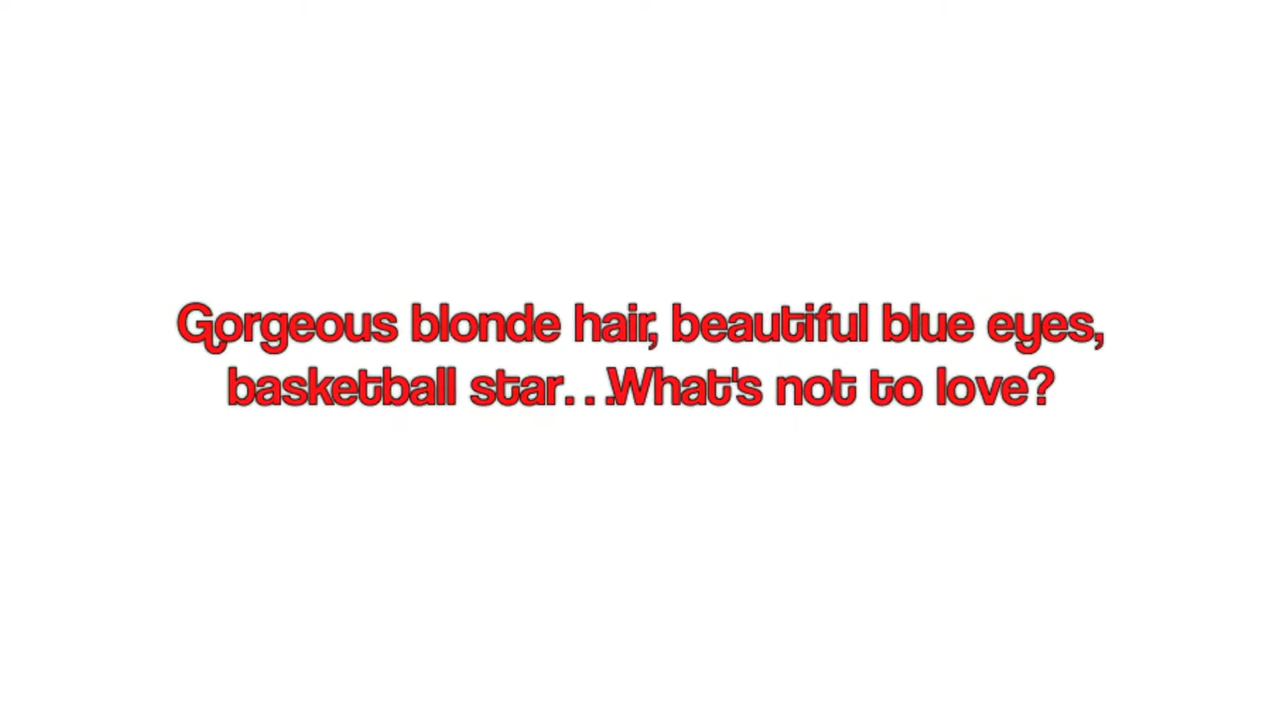 Gorgeous blonde hair, beautiful blue eyes,
basketball star...What's not to love?